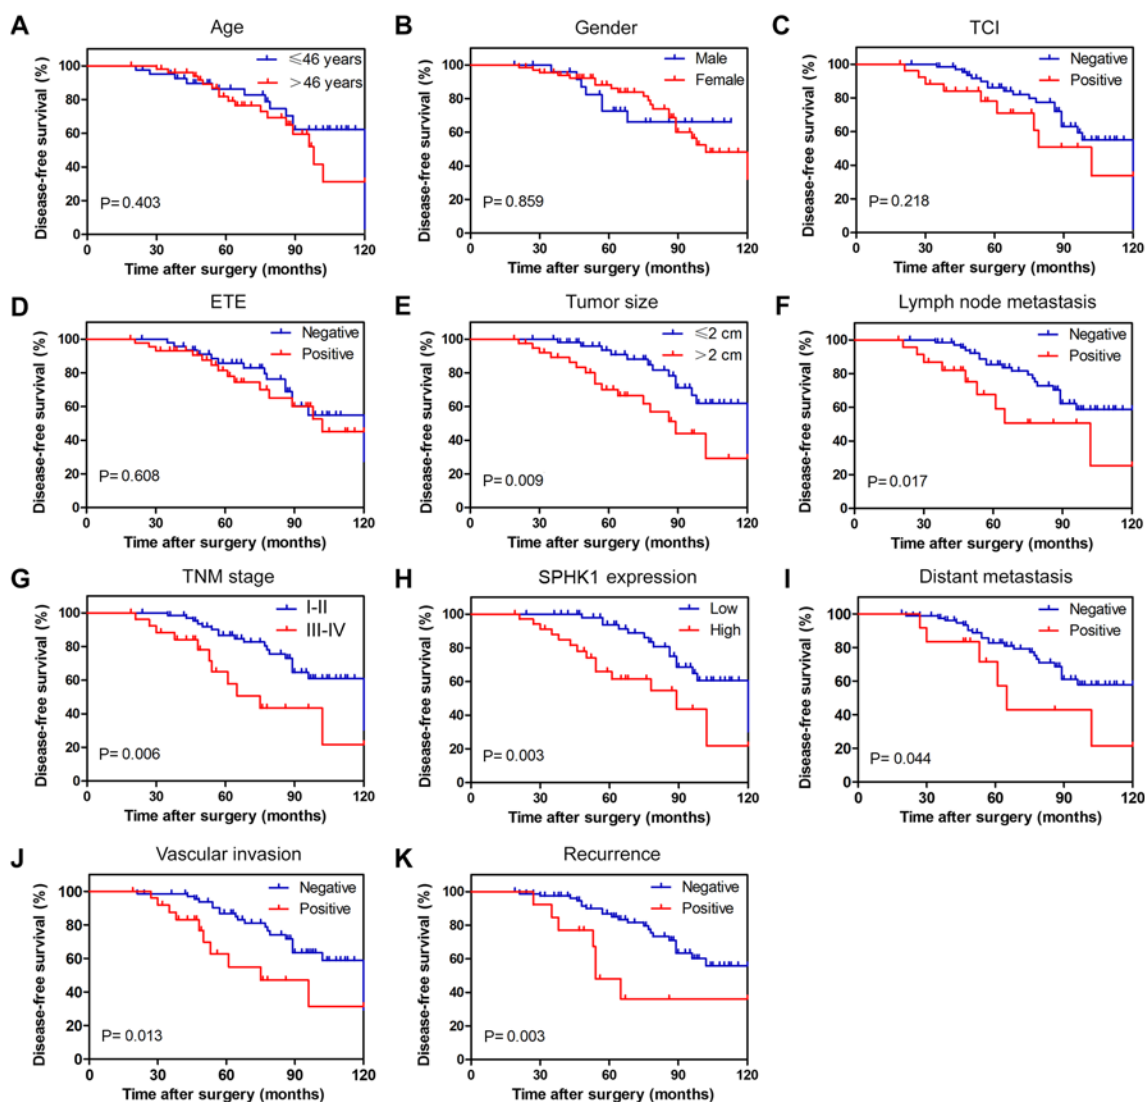 A
Age
≤46 years
>46 years
Disease-free survival (%)
100
80
60
40
20
0
P= 0.403
0 30 60 90 120
Time after surgery (months)
B
Gender
Male
Female
Disease-free survival (%)
100
80
60
40
20
0
P= 0.859
0 30 60 90 120
Time after surgery (months)
C
TCI
Negative
Positive
Disease-free survival (%)
100
80
60
40
20
0
P= 0.218
0 30 60 90 120
Time after surgery (months)
D
ETE
Negative
Positive
Disease-free survival (%)
100
80
60
40
20
0
P= 0.608
0 30 60 90 120
Time after surgery (months)
E
Tumor size
≤2 cm
>2 cm
Disease-free survival (%)
100
80
60
40
20
0
P= 0.009
0 30 60 90 120
Time after surgery (months)
F
Lymph node metastasis
Negative
Positive
Disease-free survival (%)
100
80
60
40
20
0
P= 0.017
0 30 60 90 120
Time after surgery (months)
G
TNM stage
I-II
III-IV
Disease-free survival (%)
100
80
60
40
20
0
P= 0.006
0 30 60 90 120
Time after surgery (months)
H
SPHK1 expression
Low
High
Disease-free survival (%)
100
80
60
40
20
0
P= 0.003
0 30 60 90 120
Time after surgery (months)
I
Distant metastasis
Negative
Positive
Disease-free survival (%)
100
80
60
40
20
0
P= 0.044
0 30 60 90 120
Time after surgery (months)
J
Vascular invasion
Negative
Positive
Disease-free survival (%)
100
80
60
40
20
0
P= 0.013
0 30 60 90 120
Time after surgery (months)
K
Recurrence
Negative
Positive
Disease-free survival (%)
100
80
60
40
20
0
P= 0.003
0 30 60 90 120
Time after surgery (months)